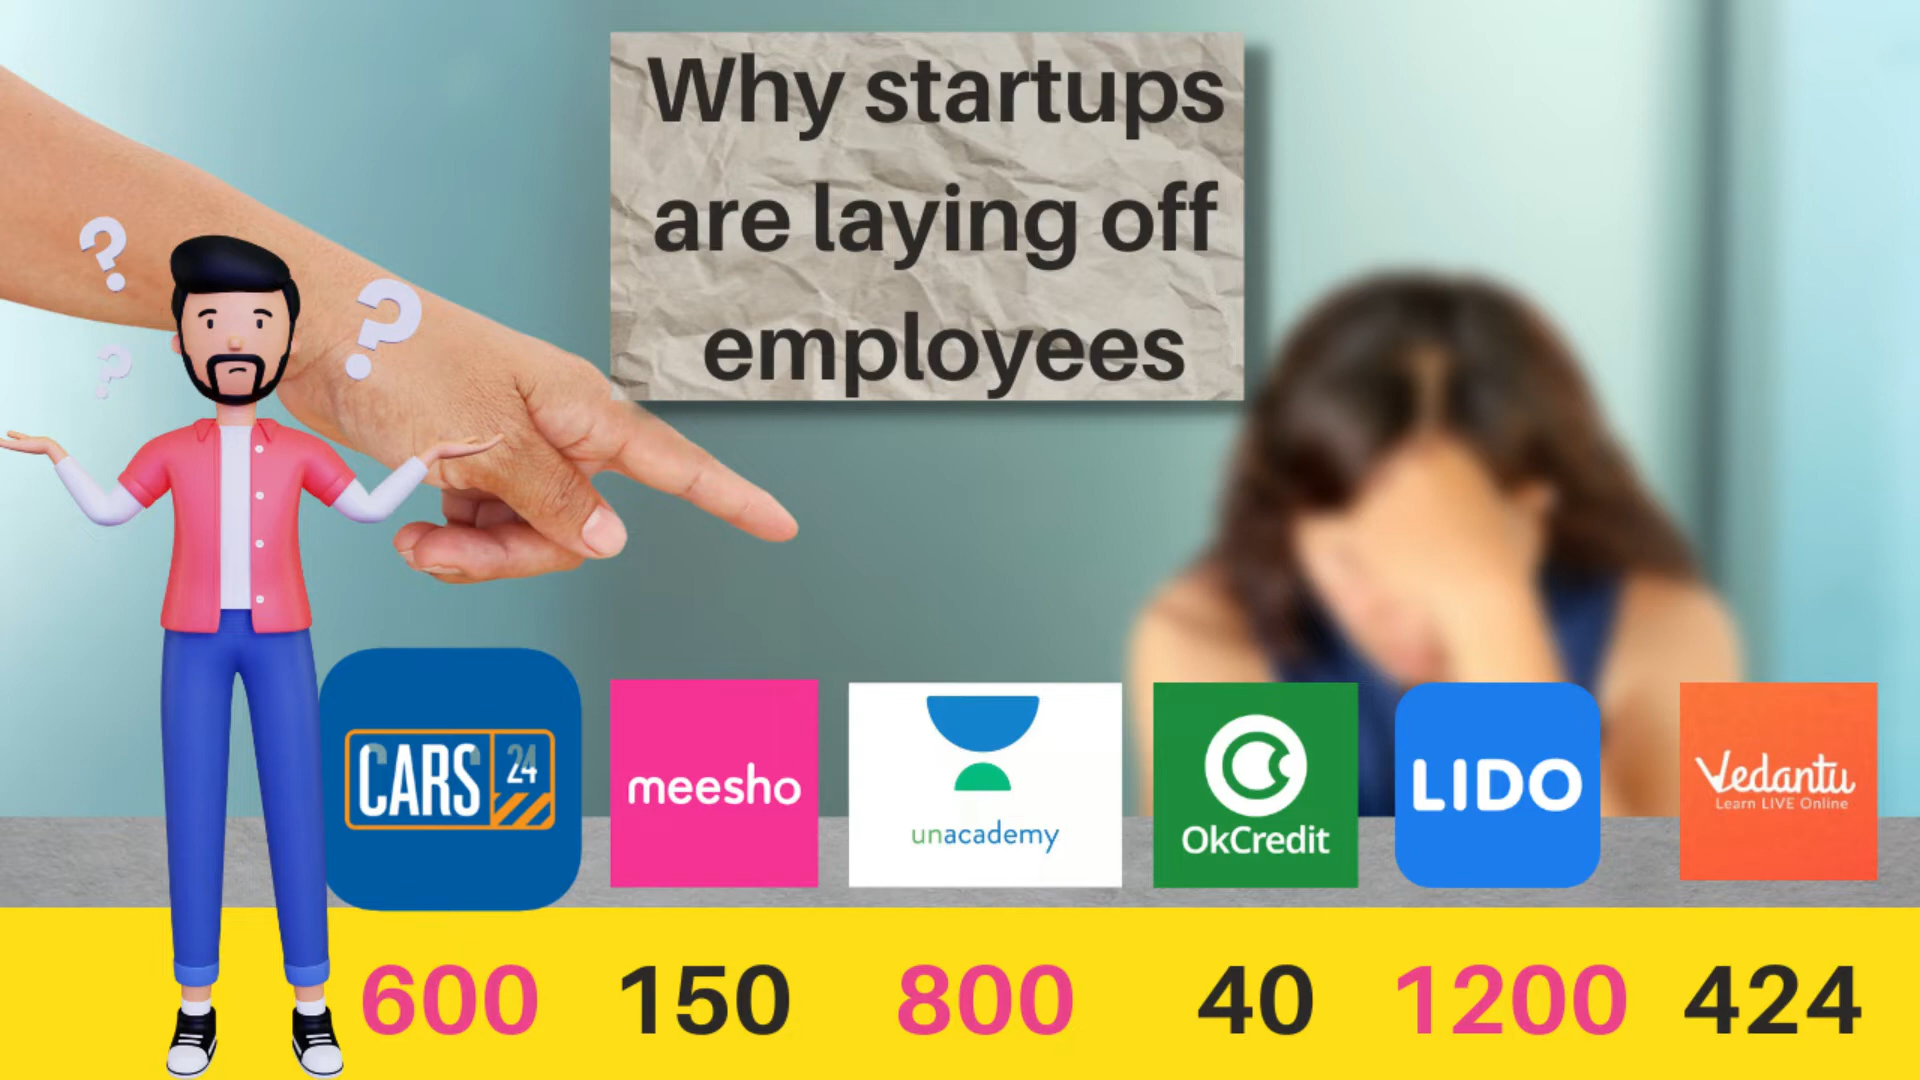 Why startups
are laying off
employees
?
?
?
CARS 24
meesho
unacademy
OkCredit
LIDO
Vedantu
Learn LIVE Online
600 150 800 40 1200 424